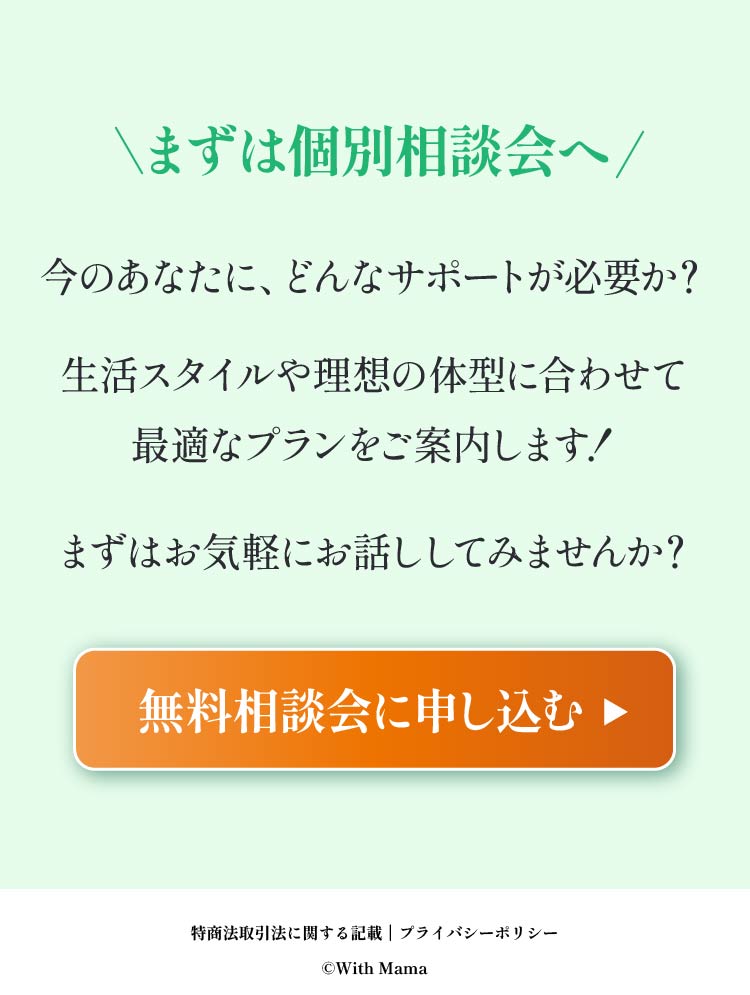 \まずは個別相談会へ/
今のあなたに、どんなサポートが必要か?
生活スタイルや理想の体型に合わせて
最適なプランをご案内します!
まずはお気軽にお話ししてみませんか?
無料相談会に申し込む ▶
特商法取引法に関する記載 | プライバシーポリシー
©With Mama